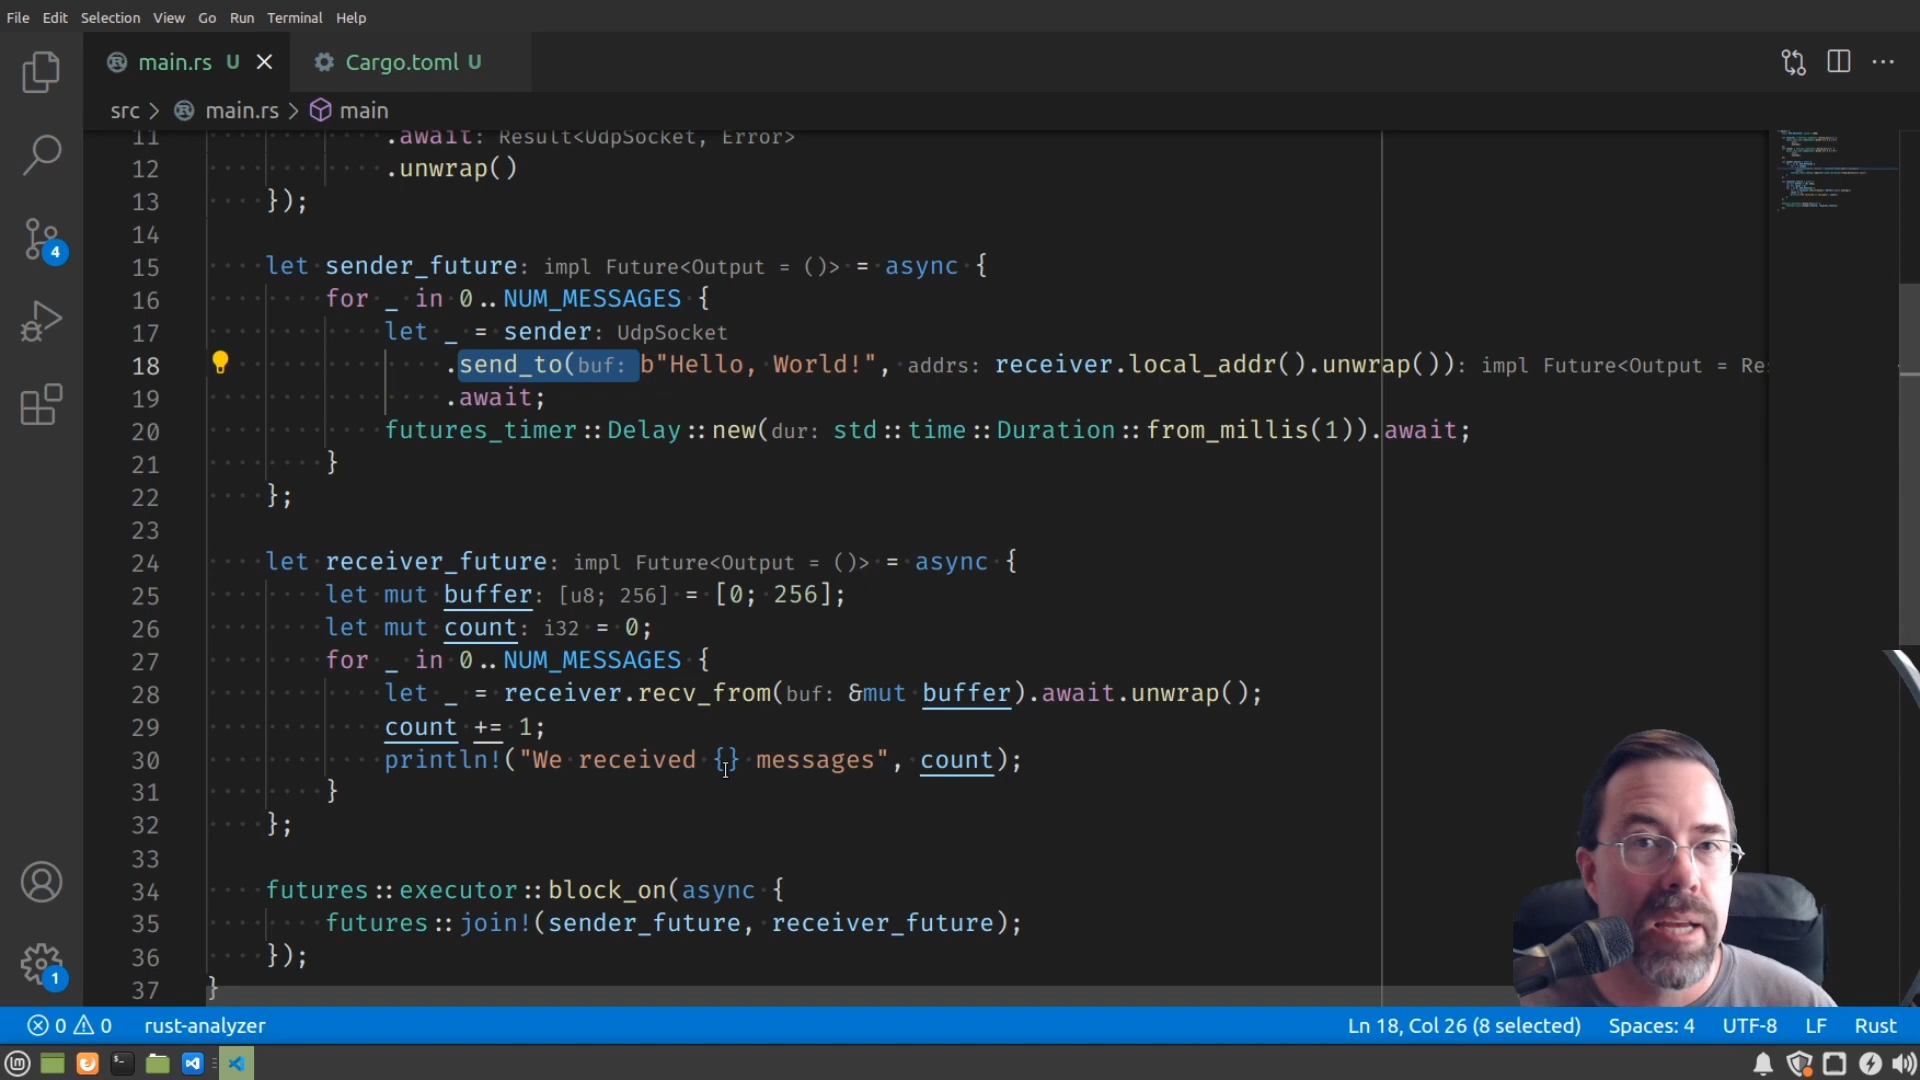 File Edit Selection View Go Run Terminal Help
main.rs U Cargo.toml U
src > main.rs > main
11 .await: Result<UdpSocket, Error>
12 .unwrap()
13 });
14
15 let sender_future: impl Future<Output = ()> = async {
16 for _ in 0..NUM_MESSAGES {
17 let _ = sender: UdpSocket
18 .send_to(buf: b"Hello, World!", addrs: receiver.local_addr().unwrap()): impl Future<Output = Re
19 .await;
20 futures_timer::Delay::new(dur: std::time::Duration::from_millis(1)).await;
21 }
22 };
23
24 let receiver_future: impl Future<Output = ()> = async {
25 let mut buffer: [u8; 256] = [0; 256];
26 let mut count: i32 = 0;
27 for _ in 0..NUM_MESSAGES {
28 let _ = receiver.recv_from(buf: &mut buffer).await.unwrap();
29 count += 1;
30 println!("We received {} messages", count);
31 }
32 };
33
34 futures::executor::block_on(async {
35 futures::join!(sender_future, receiver_future);
36 });
37 }
4
1
0 0 rust-analyzer Ln 18, Col 26 (8 selected) Spaces: 4 UTF-8 LF Rust